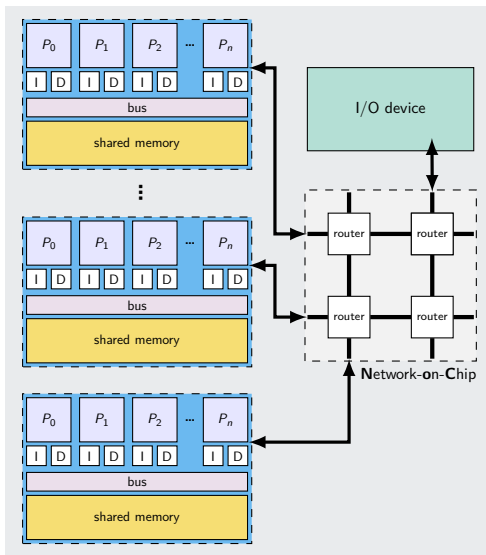 P0 P1 P2 ... Pn
I D I D I D I D
bus
shared memory
...
P0 P1 P2 ... Pn
I D I D I D I D
bus
shared memory
P0 P1 P2 ... Pn
I D I D I D I D
bus
shared memory
I/O device
router router
router router
Network-on-Chip